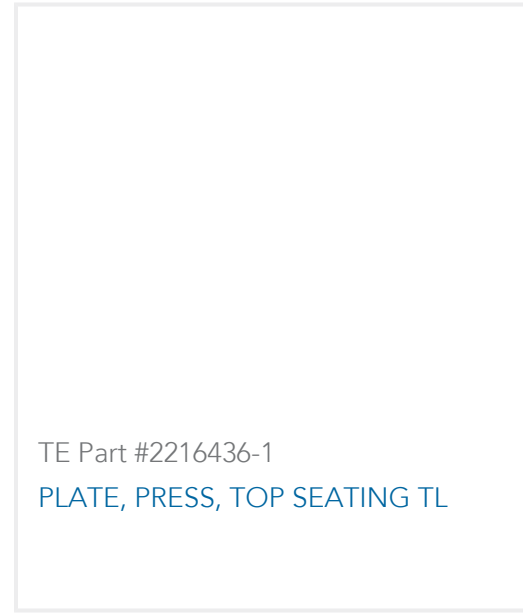 TE Part #2216436-1
PLATE, PRESS, TOP SEATING TL